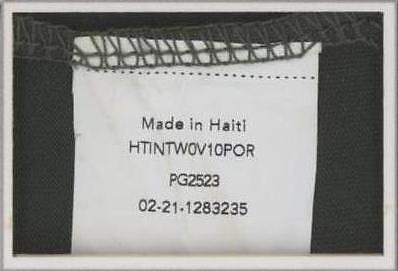 Made in Haiti
HTINTW0V10POR
PG2523
02-21-1283235